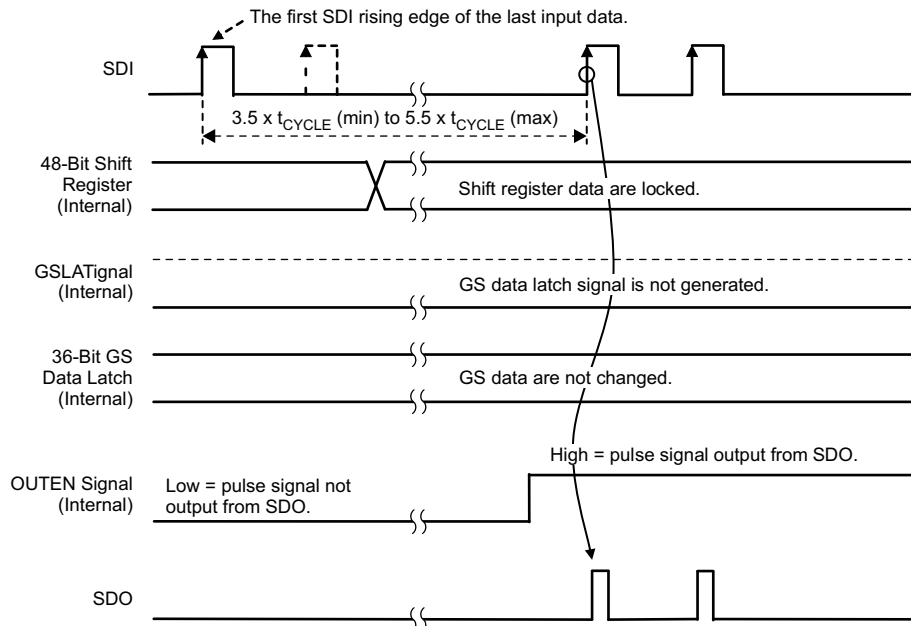 The first SDI rising edge of the last input data.
SDI
3.5 x tCYCLE (min) to 5.5 x tCYCLE (max)
48-Bit Shift
Register
(Internal)
Shift register data are locked.
GSLATignal
(Internal)
GS data latch signal is not generated.
36-Bit GS
Data Latch
(Internal)
GS data are not changed.
High = pulse signal output from SDO.
OUTEN Signal
(Internal)
Low = pulse signal not
output from SDO.
SDO